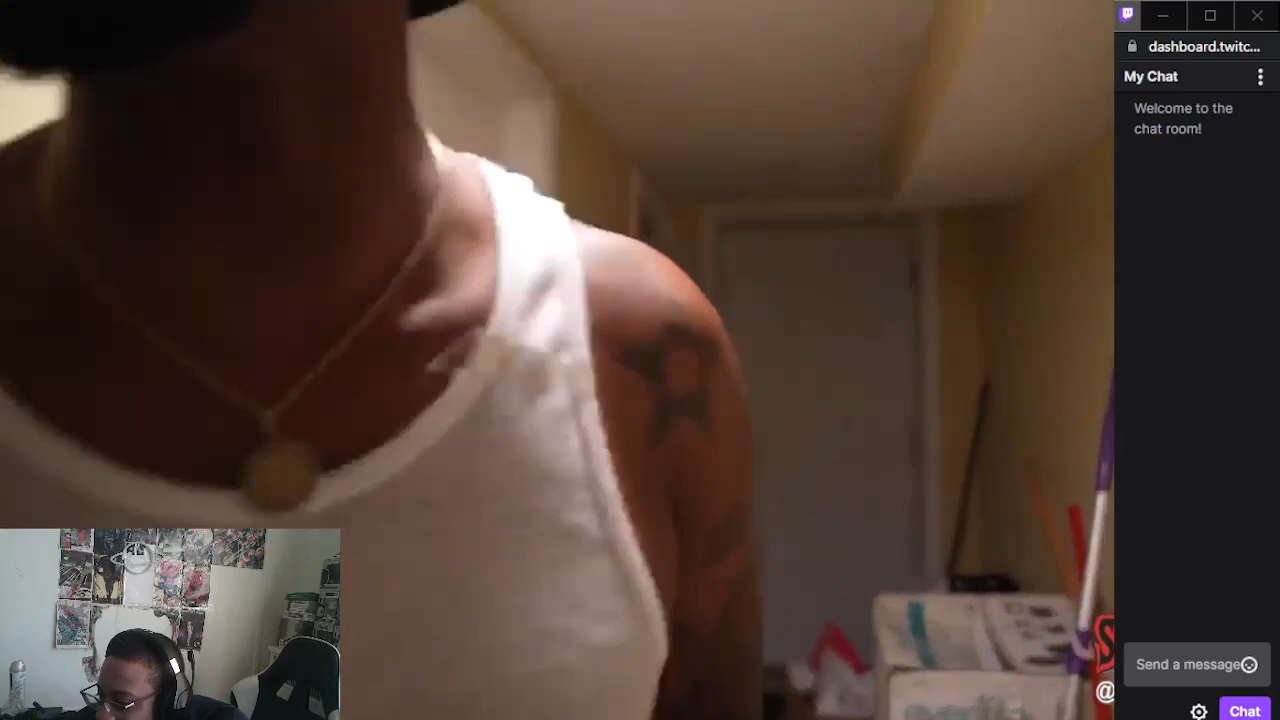 dashboard.twitc...
My Chat
Welcome to the
chat room!
Send a message
@
Chat